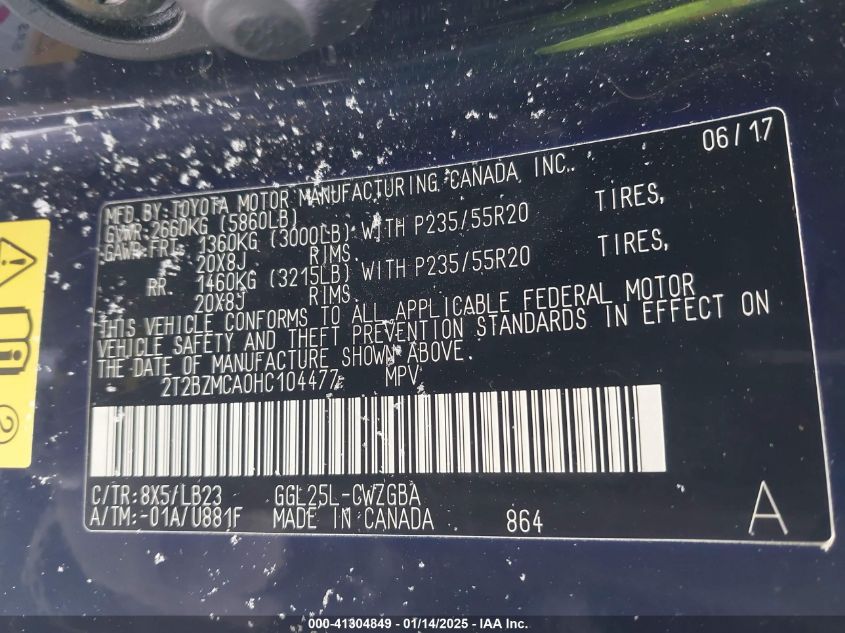 06/17
MFD. BY: TOYOTA MOTOR MANUFACTURING CANADA, INC.
GVWR: 2660KG (5860LB)
GAWR: FRT. 1360KG (3000LB) WITH P235/55R20 TIRES,
20X8J RIMS.
RR. 1460KG (3215LB) WITH P235/55R20 TIRES,
20X8J RIMS.
THIS VEHICLE CONFORMS TO ALL APPLICABLE FEDERAL MOTOR
VEHICLE SAFETY AND THEFT PREVENTION STANDARDS IN EFFECT ON
THE DATE OF MANUFACTURE SHOWN ABOVE.
2T2BZMCA0HC104477 MPV
C/TR: 8X5/LB23 GGL25L-CWZGBA
A/TM: -01A/U881F MADE IN CANADA 864
A
000-41304849 — 01/14/2025 - IAA Inc.